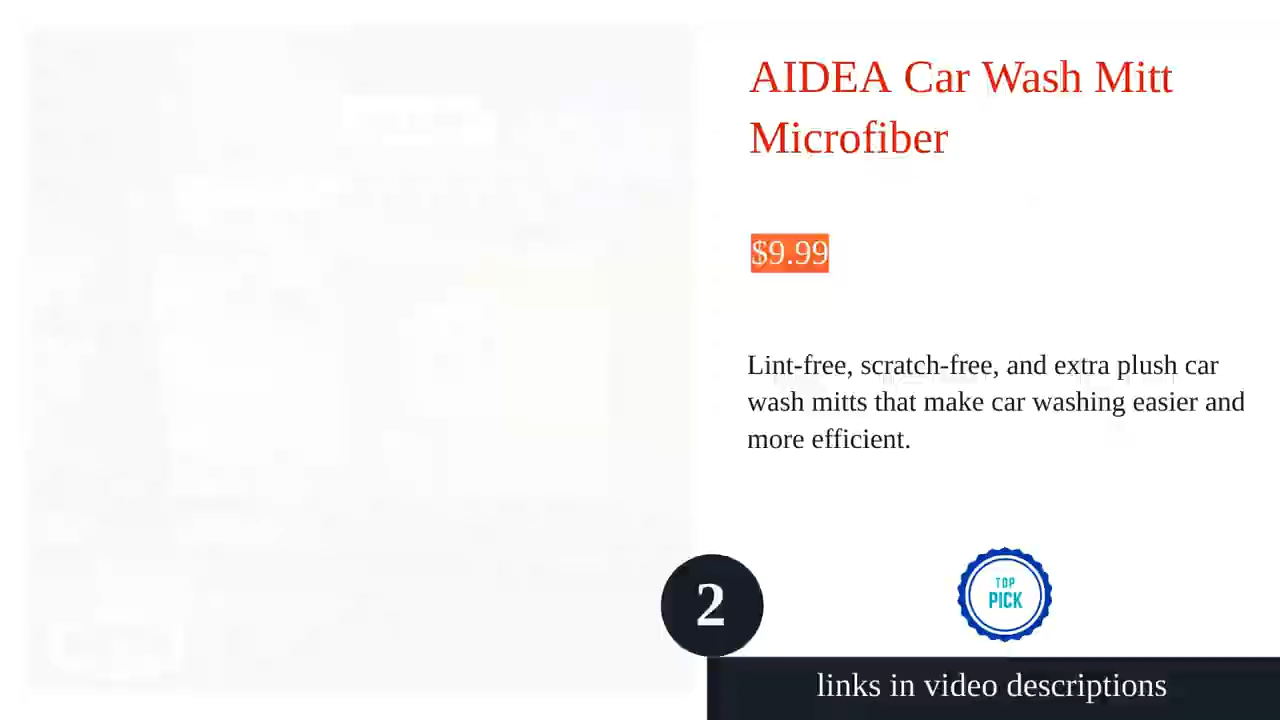 AIDEA Car Wash Mitt
Microfiber
$9.99
Lint-free, scratch-free, and extra plush car
wash mitts that make car washing easier and
more efficient.
2
TOP
PICK
links in video descriptions